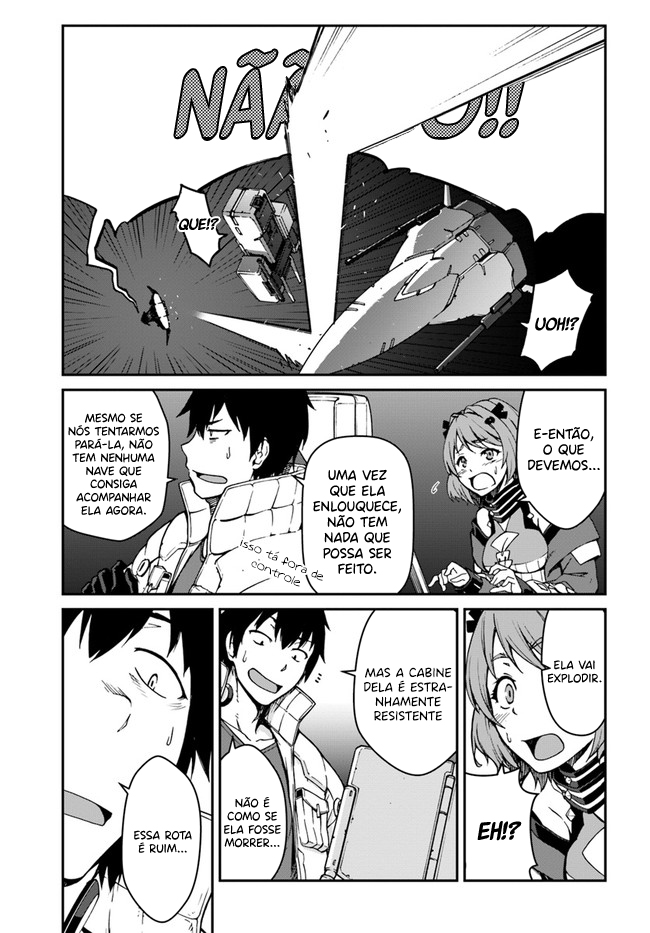 NÃÃ O!!
UOH!?
QUE!?
E-ENTÃO,
O QUE
DEVEMOS...
UMA VEZ
QUE ELA
ENLOUQUECE,
NÃO TEM
NADA QUE
POSSA SER
FEITO.
isso tá fora de
controle
MESMO SE
NÓS TENTARMOS
PARÁ-LA, NÃO
TEM NENHUMA
NAVE QUE
CONSIGA
ACOMPANHAR
ELA AGORA.
ELA VAI
EXPLODIR.
EH!?
MAS A CABINE
DELA É ESTRA-
NHAMENTE
RESISTENTE
NÃO É
COMO SE
ELA FOSSE
MORRER...
ESSA ROTA
É RUIM...